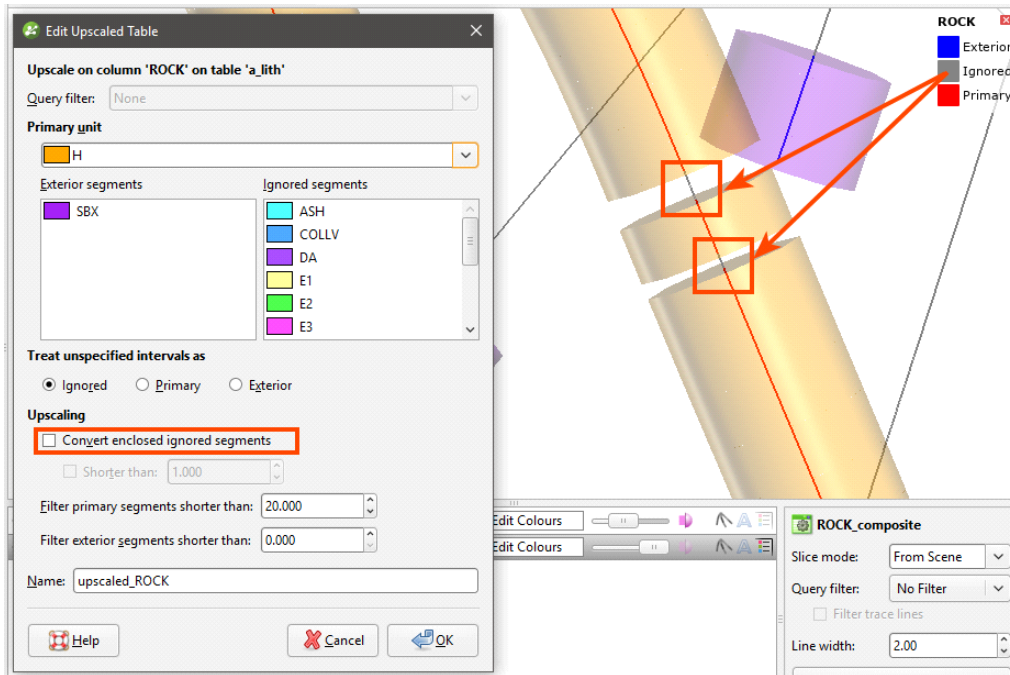 Edit Upscaled Table
Upscale on column 'ROCK' on table 'a_lith'
Query filter: None
Primary unit
H
Exterior segments Ignored segments
SBX
ASH
COLLV
DA
E1
E2
E3
Treat unspecified intervals as
Ignored Primary Exterior
Upscaling
Convert enclosed ignored segments
Shorter than: 1.000
Filter primary segments shorter than: 20.000
Filter exterior segments shorter than: 0.000
Name: upscaled_ROCK
Help Cancel OK
ROCK
Exterior
Ignored
Primary
Edit Colours
Edit Colours
ROCK_composite
Slice mode: From Scene
Query filter: No Filter
Filter trace lines
Line width: 2.00